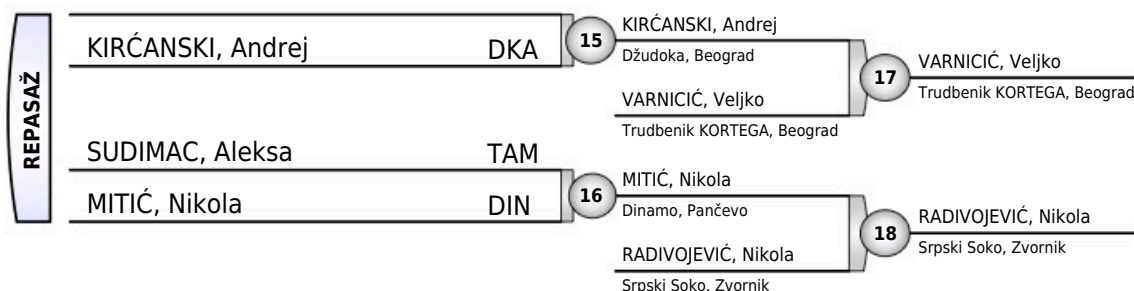 REPASAŽ
KIRĆANSKI, Andrej DKA
SUDIMAC, Aleksa TAM
MITIĆ, Nikola DIN
15
KIRĆANSKI, Andrej
Džudoka, Beograd
VARNICIĆ, Veljko
Trudbenik KORTEGA, Beograd
16
MITIĆ, Nikola
Dinamo, Pančevo
RADIVOJEVIĆ, Nikola
Srpski Soko, Zvornik
17
VARNICIĆ, Veljko
Trudbenik KORTEGA, Beograd
18
RADIVOJEVIĆ, Nikola
Srpski Soko, Zvornik